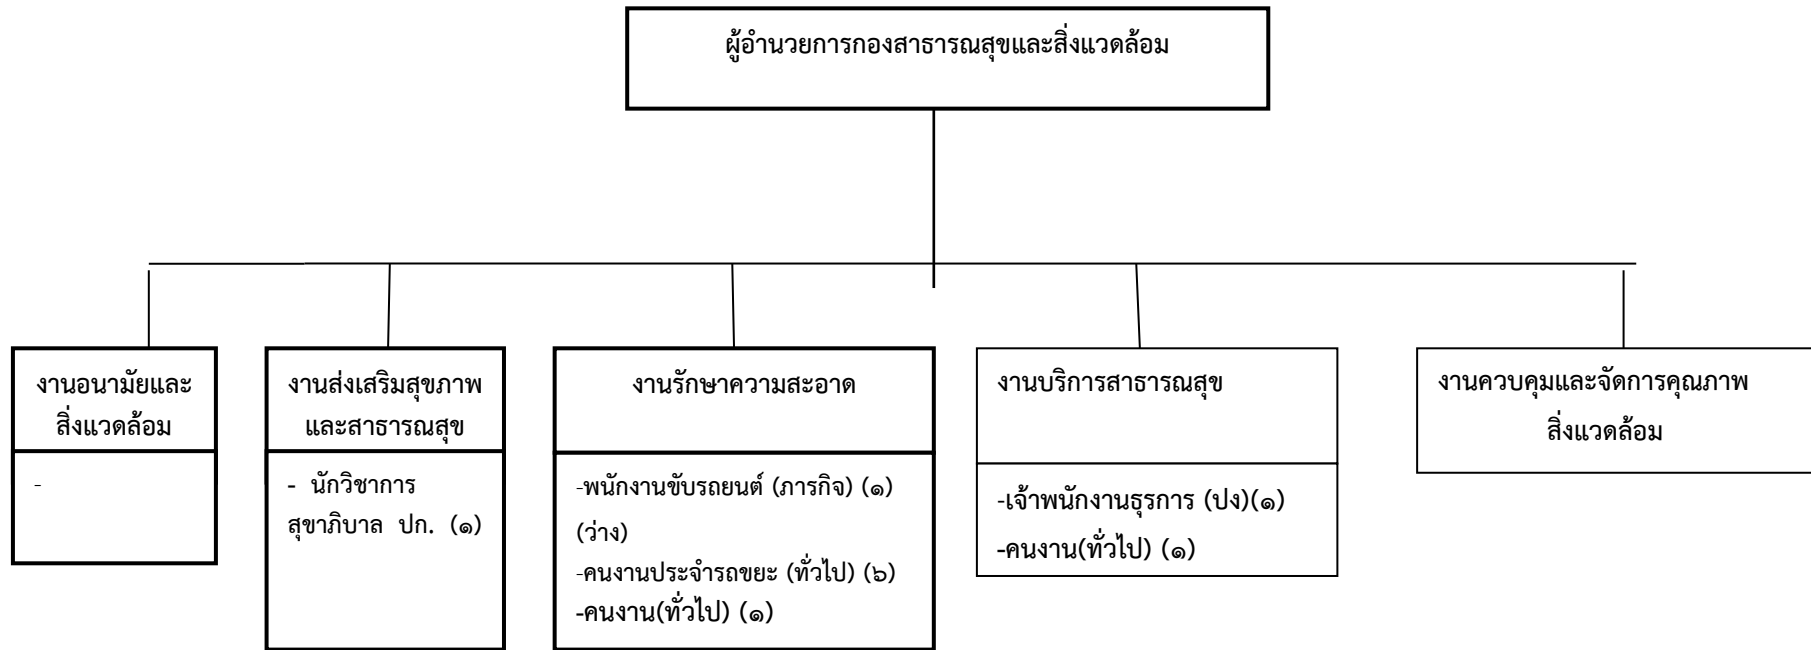 ผู้อำนวยการกองสาธารณสุขและสิ่งแวดล้อม
งานอนามัยและ
สิ่งแวดล้อม
-
งานส่งเสริมสุขภาพ
และสาธารณสุข
- นักวิชาการ
สุขาภิบาล ปก. (๑)
งานรักษาความสะอาด
-พนักงานขับรถยนต์ (ภารกิจ) (๑)
(ว่าง)
-คนงานประจำรถขยะ (ทั่วไป) (๖)
-คนงาน(ทั่วไป) (๑)
งานบริการสาธารณสุข
-เจ้าพนักงานธุรการ (ปง)(๑)
-คนงาน(ทั่วไป) (๑)
งานควบคุมและจัดการคุณภาพ
สิ่งแวดล้อม